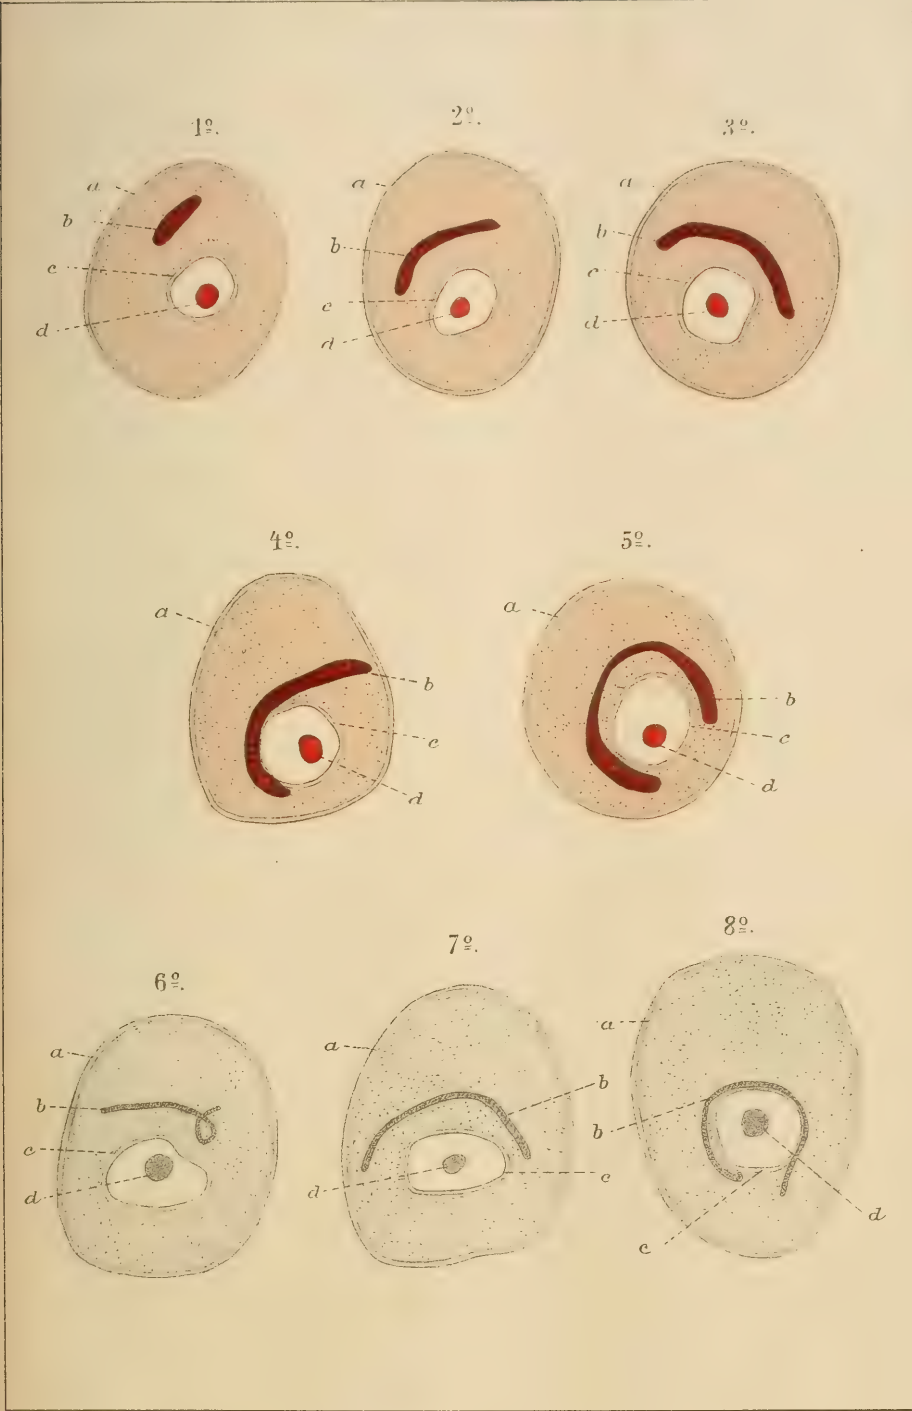 1º. 2º. 3º.
a a a
b b b
c c c
d d d
4º. 5º.
a a
b b
c c
d d
6º. 7º. 8º.
a a a
b b b
c c c
d d d